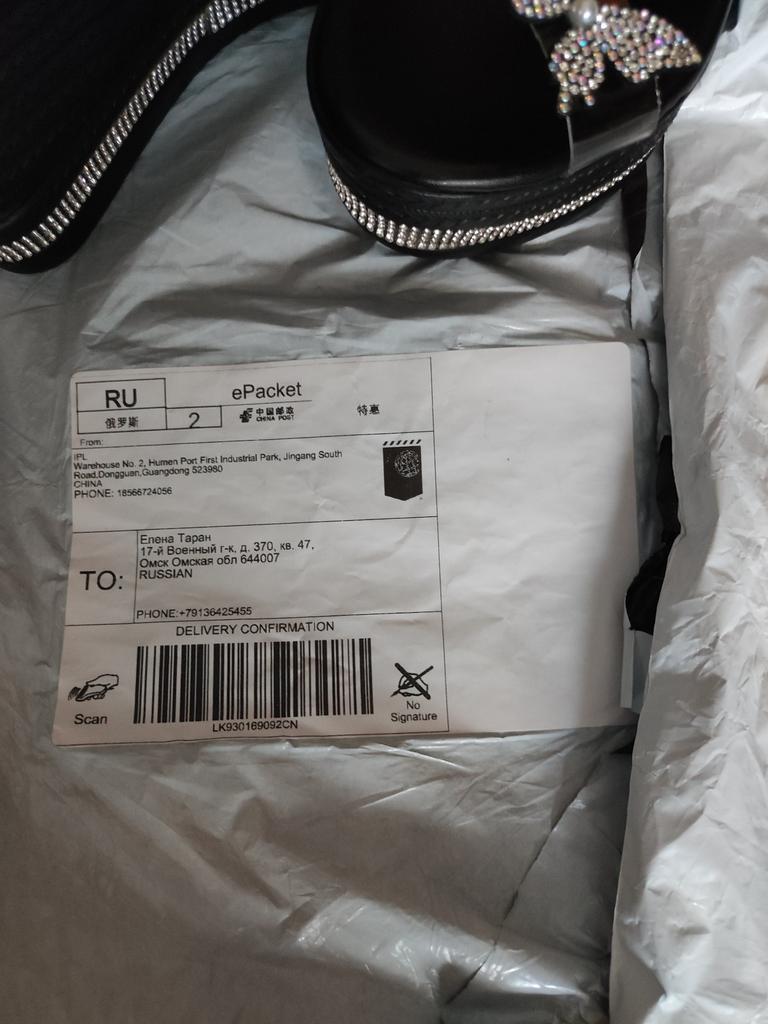 RU
俄罗斯
2
ePacket
中国邮政
CHINA POST
特惠
From:
IPL
Warehouse No. 2, Humen Port First Industrial Park, Jingang South
Road,Dongguan,Guangdong 523980
CHINA
PHONE: 18566724056
TO:
Елена Таран
17-й Военный г-к, д. 370, кв. 47,
Омск Омская обл 644007
RUSSIAN
PHONE:+79136425455
DELIVERY CONFIRMATION
Scan
LK930169092CN
No
Signature